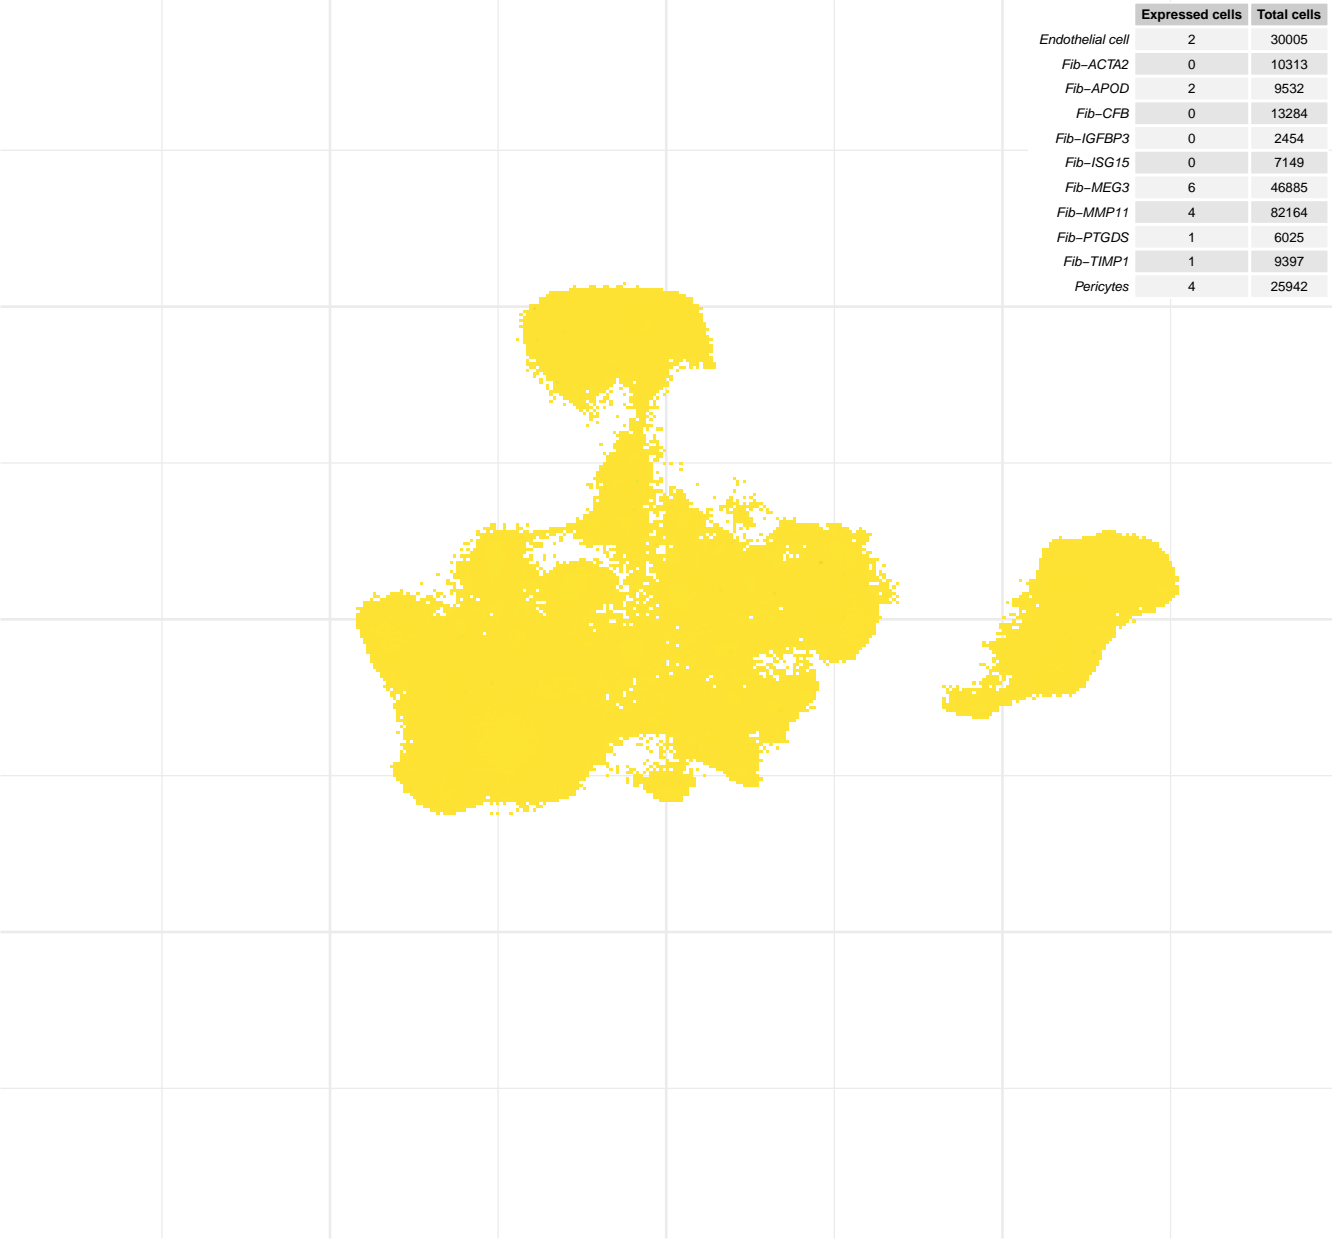 Expressed cells Total cells
Endothelial cell 2 30005
Fib−ACTA2 0 10313
Fib−APOD 2 9532
Fib−CFB 0 13284
Fib−IGFBP3 0 2454
Fib−ISG15 0 7149
Fib−MEG3 6 46885
Fib−MMP11 4 82164
Fib−PTGDS 1 6025
Fib−TIMP1 1 9397
Pericytes 4 25942